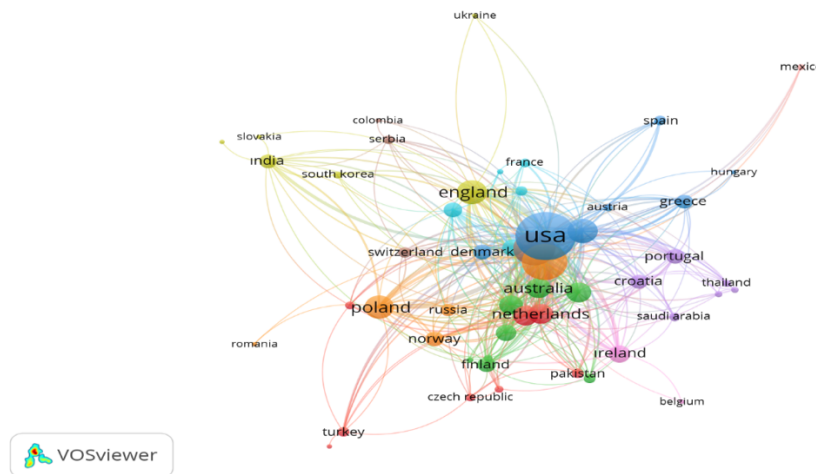 ukraine
mexico
colombia
spain
slovakia
serbia
india
france
south korea
hungary
england
greece
austria
usa
switzerland
denmark
portugal
croatia
thailand
australia
poland
russia
netherlands
saudi arabia
norway
romania
ireland
finland
pakistan
czech republic
belgium
turkey
VOSviewer